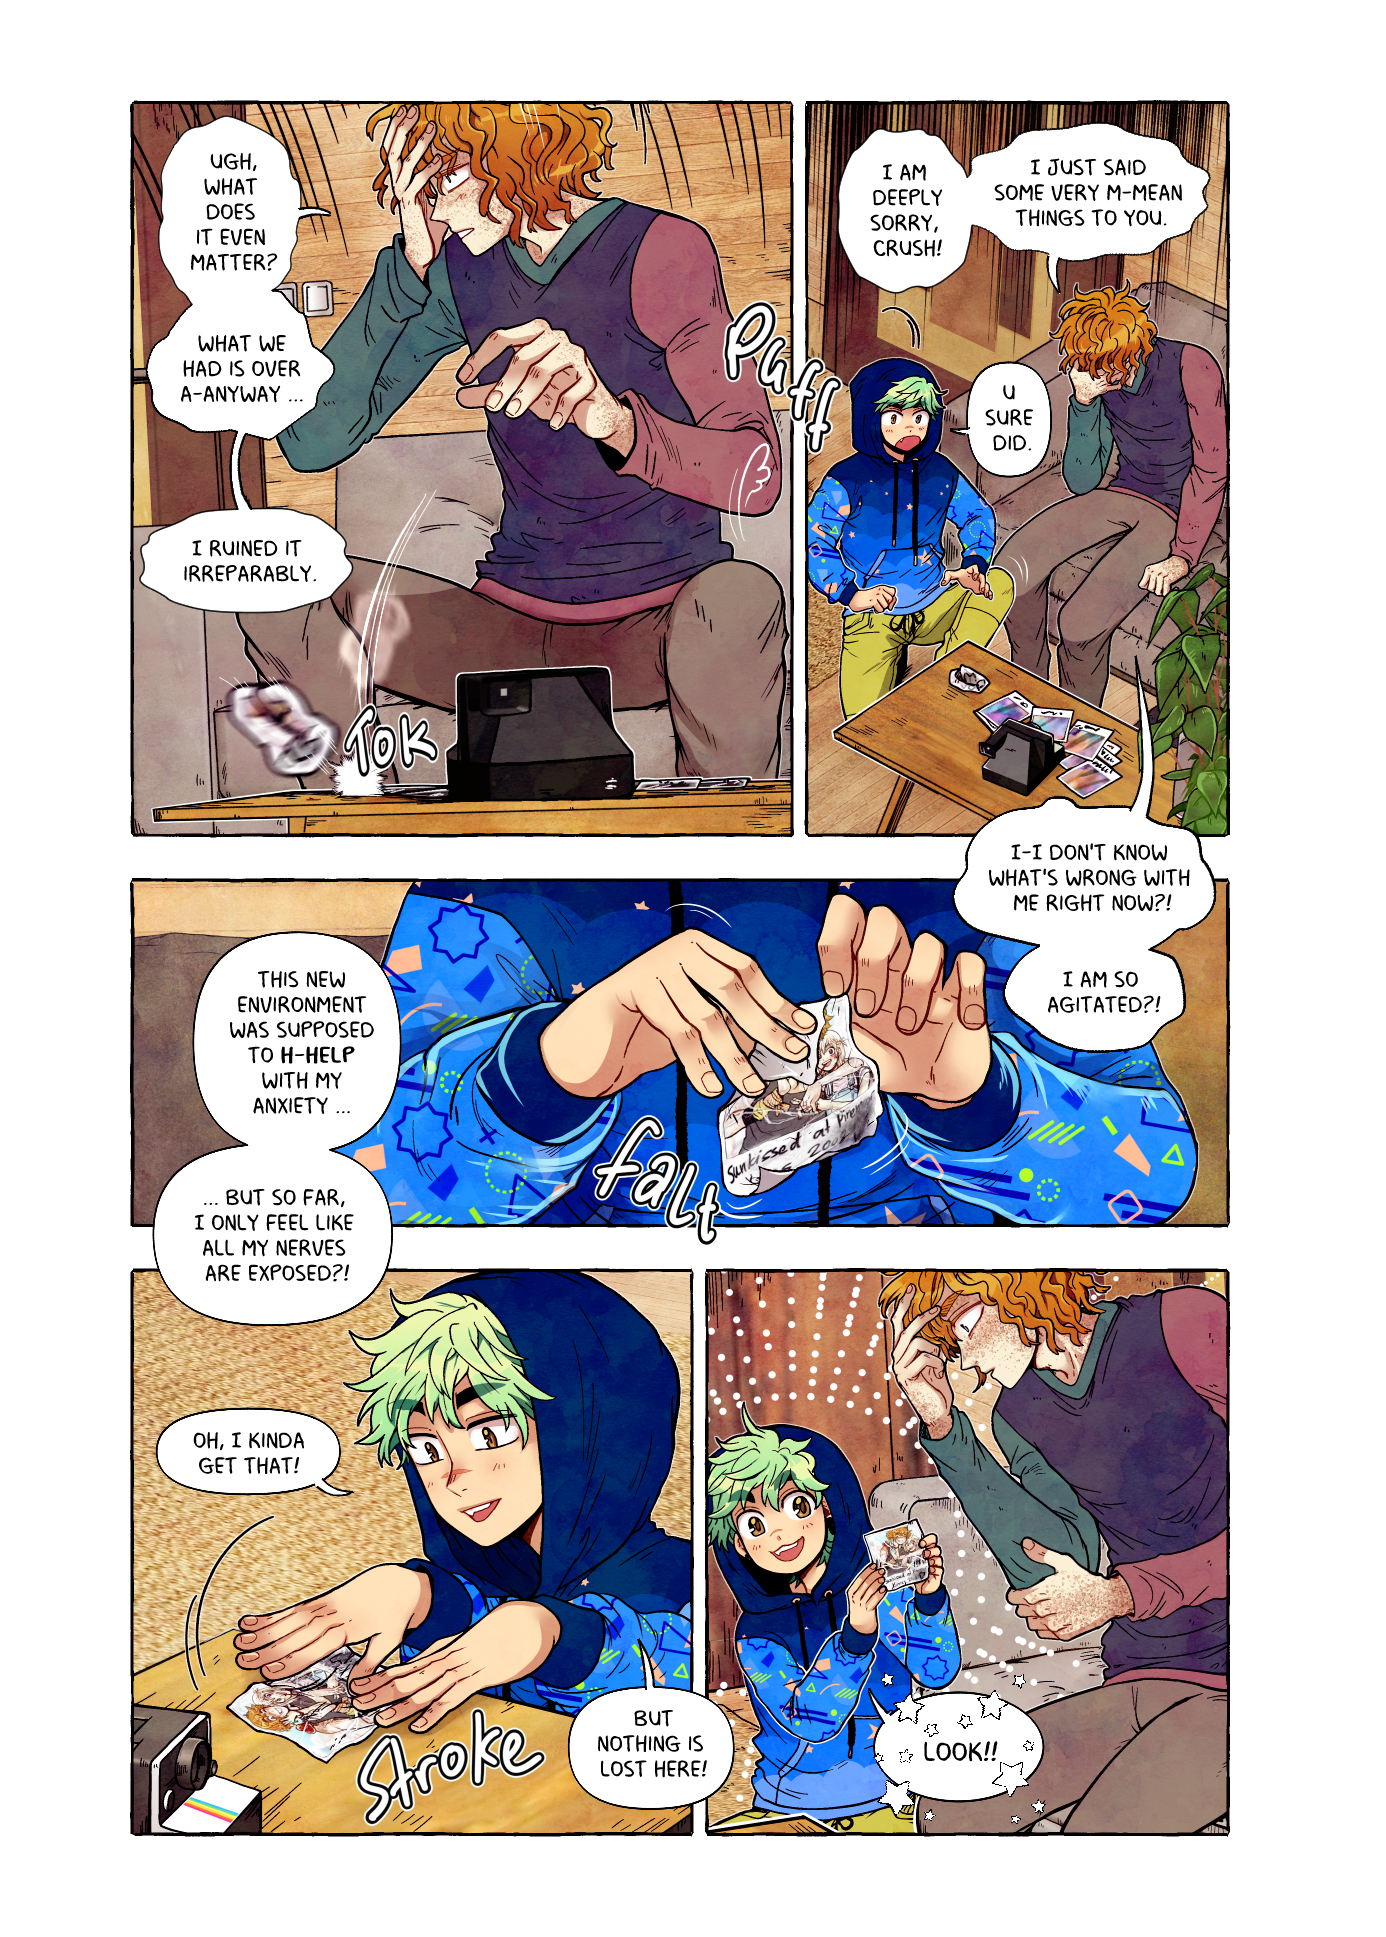 UGH,
WHAT
DOES
IT EVEN
MATTER?
WHAT WE
HAD IS OVER
A-ANYWAY ...
I RUINED IT
IRREPARABLY.
TOK
I AM
DEEPLY
SORRY,
CRUSH!
I JUST SAID
SOME VERY M-MEAN
THINGS TO YOU.
PUFF
U
SURE
DID.
I-I DON'T KNOW
WHAT'S WRONG WITH
ME RIGHT NOW?!
I AM SO
AGITATED?!
THIS NEW
ENVIRONMENT
WAS SUPPOSED
TO H-HELP
WITH MY
ANXIETY ...
... BUT SO FAR,
I ONLY FEEL LIKE
ALL MY NERVES
ARE EXPOSED?!
Sunkissed at
2008
falt
OH, I KINDA
GET THAT!
Stroke
BUT
NOTHING IS
LOST HERE!
LOOK!!